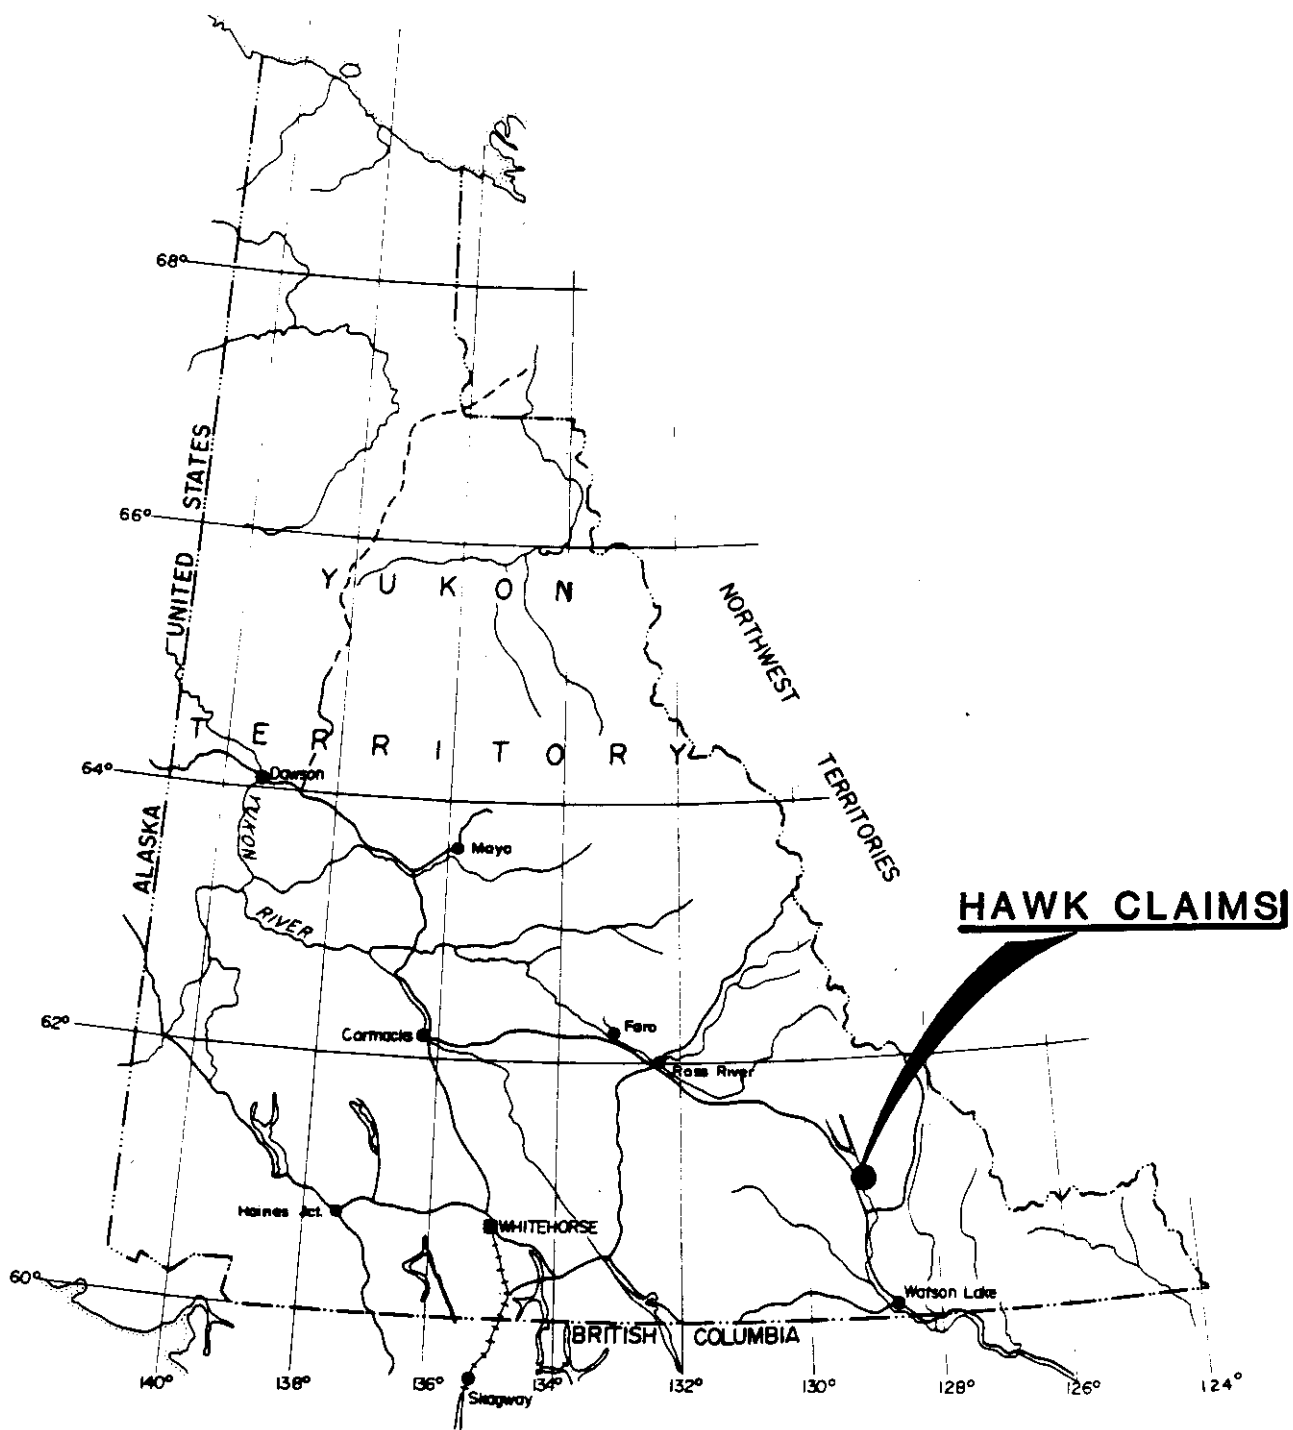 68°
UNITED STATES
66°
YUKON
NORTHWEST TERRITORIES
TERRITORY
64°
Dawson
YUKON
RIVER
ALASKA
Mayo
HAWK CLAIMS
62°
Carmacks
Faro
Ross River
Haines Jct.
WHITEHORSE
60°
Watson Lake
BRITISH COLUMBIA
140° 138° 136° 134° 132° 130° 128° 126° 124°
Skagway